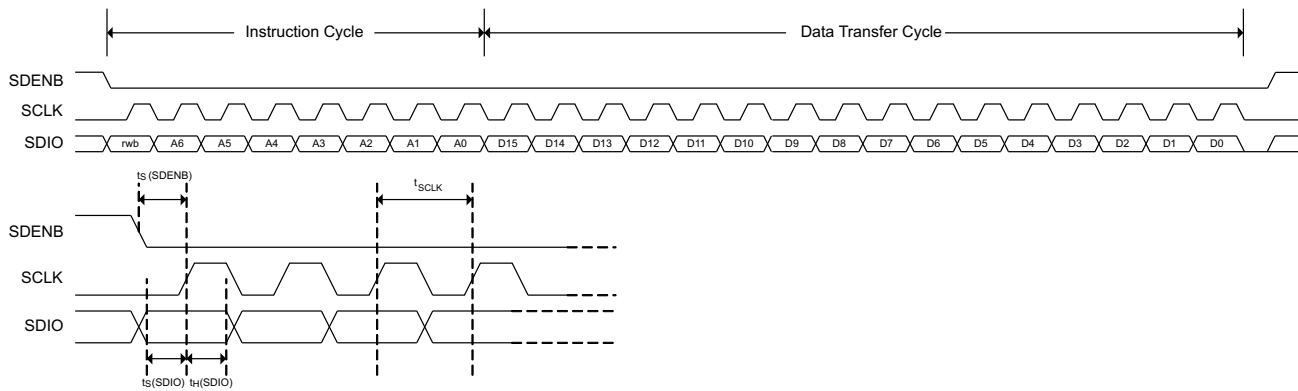 Instruction Cycle Data Transfer Cycle
SDENB
SCLK
SDIO rwb A6 A5 A4 A3 A2 A1 A0 D15 D14 D13 D12 D11 D10 D9 D8 D7 D6 D5 D4 D3 D2 D1 D0
tS(SDENB) tSCLK
SDENB
SCLK
SDIO
tS(SDIO) tH(SDIO)